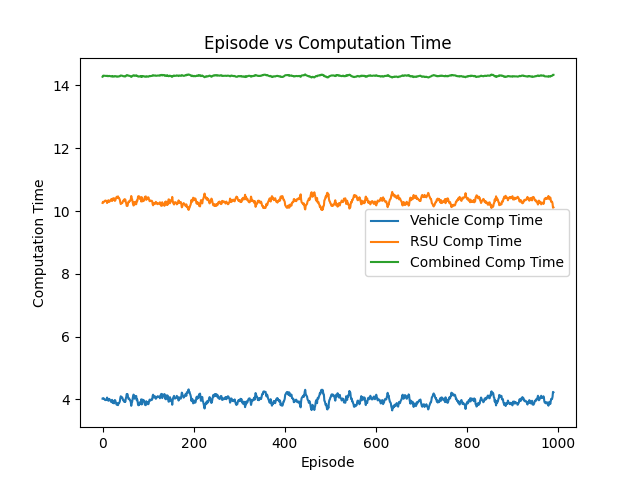 Episode vs Computation Time
Computation Time
14
12
10
8
6
4
Vehicle Comp Time
RSU Comp Time
Combined Comp Time
0 200 400 600 800 1000
Episode